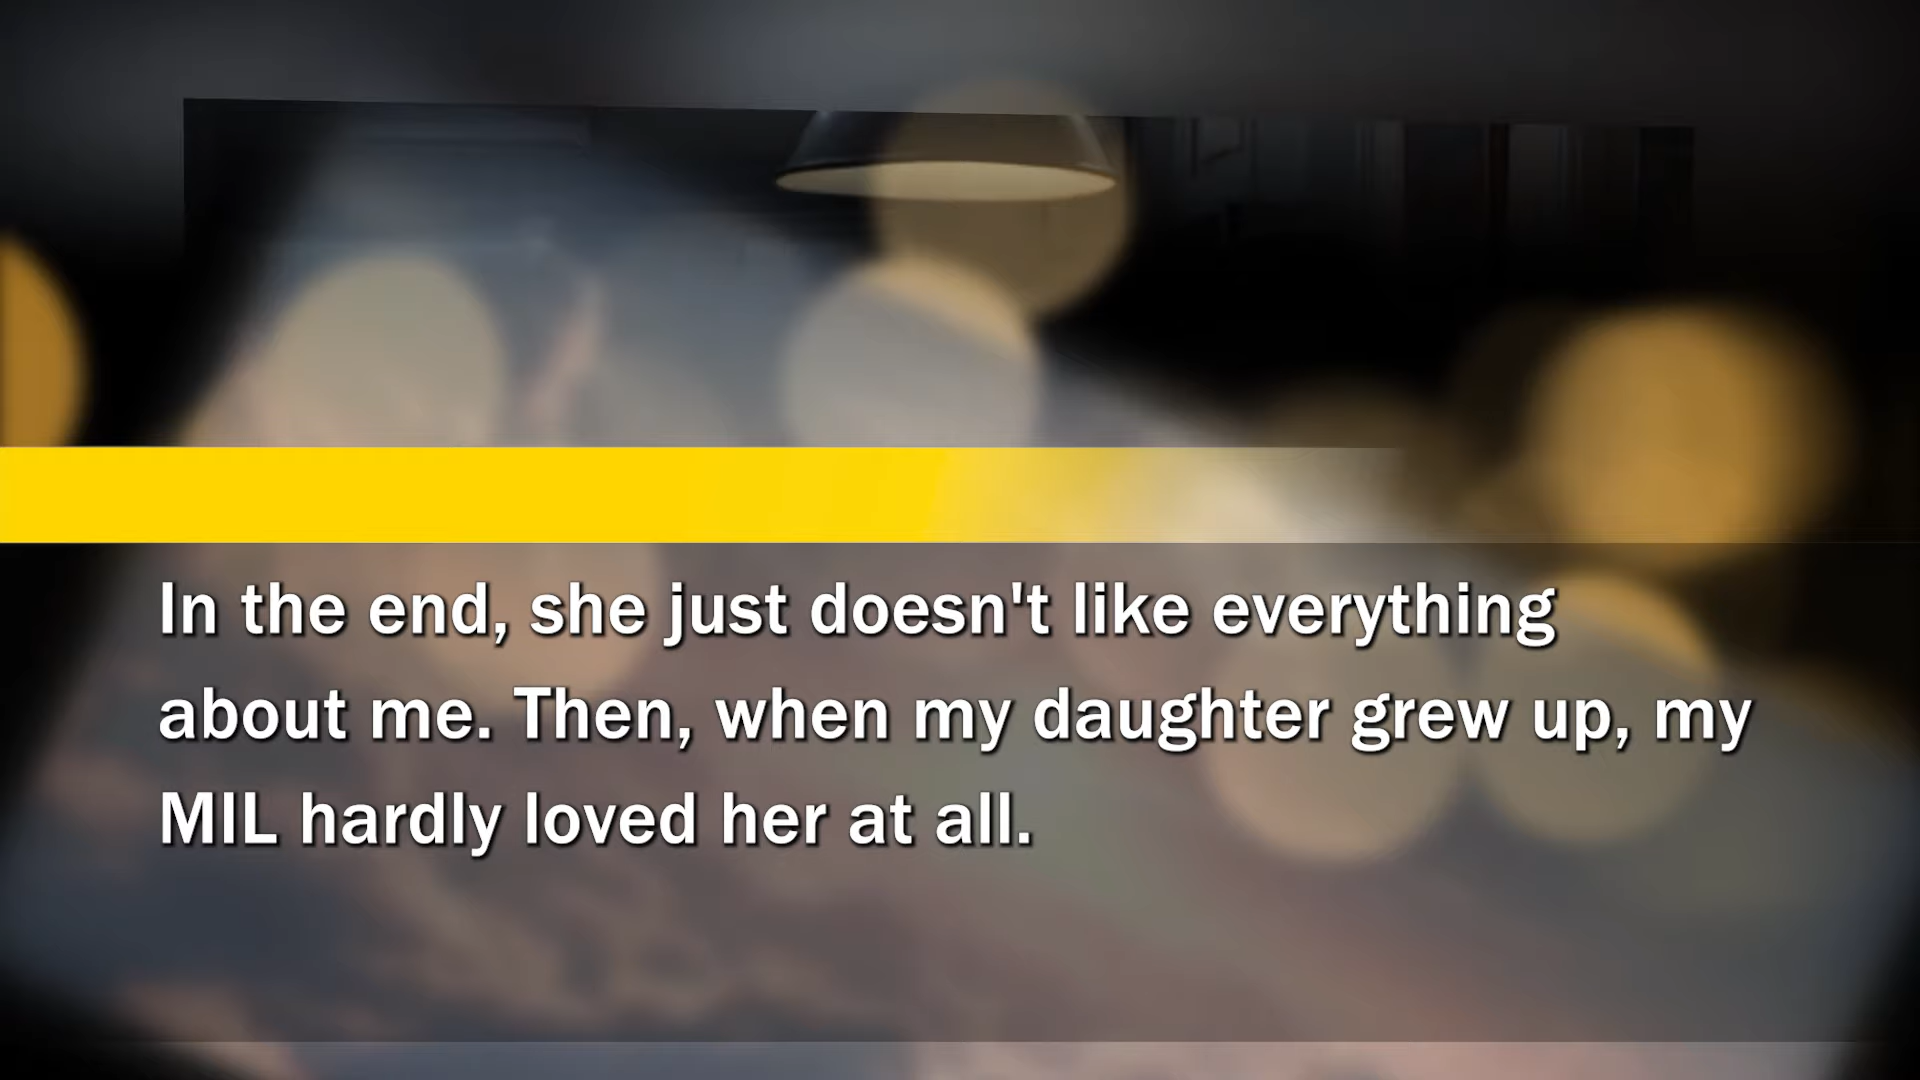 In the end, she just doesn't like everything
about me. Then, when my daughter grew up, my
MIL hardly loved her at all.